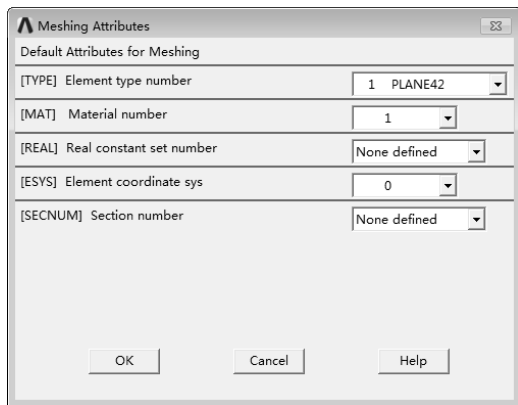 Meshing Attributes
Default Attributes for Meshing
[TYPE] Element type number 1 PLANE42
[MAT] Material number 1
[REAL] Real constant set number None defined
[ESYS] Element coordinate sys 0
[SECNUM] Section number None defined
OK Cancel Help